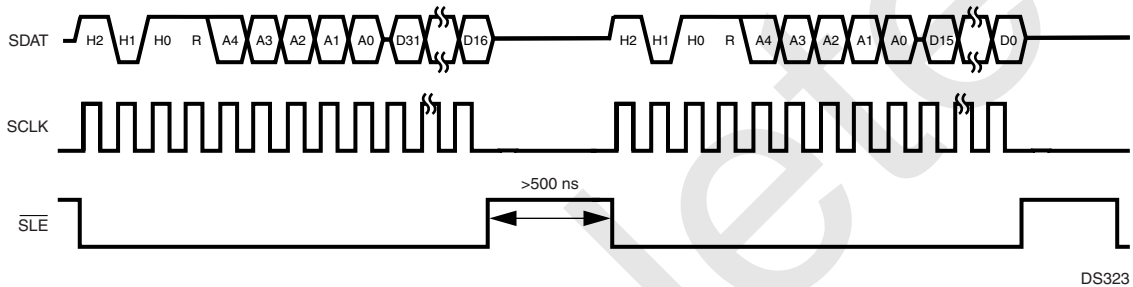 SDAT H2 H1 H0 R A4 A3 A2 A1 A0 D31 D16 H2 H1 H0 R A4 A3 A2 A1 A0 D15 D0
SCLK
>500 ns
SLE
DS323